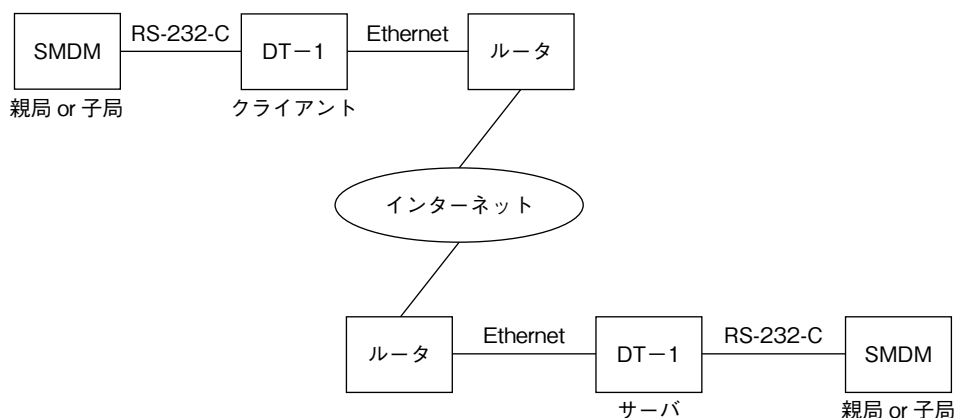 SMDM
RS-232-C
DT-1
Ethernet
ルータ
親局 or 子局
クライアント
インターネット
ルータ
Ethernet
DT-1
RS-232-C
SMDM
サーバ
親局 or 子局